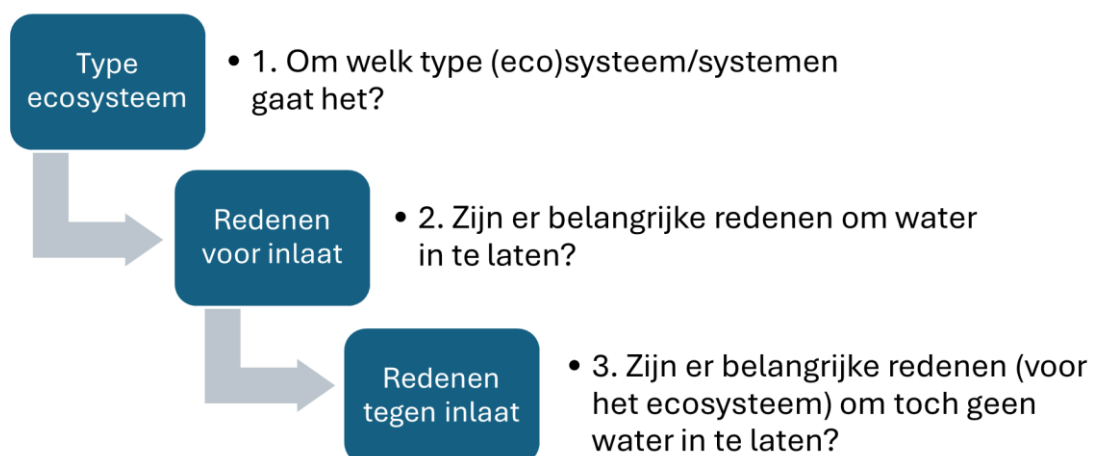 Type
ecosysteem
• 1. Om welk type (eco)systeem/systemen
gaat het?
Redenen
voor inlaat
• 2. Zijn er belangrijke redenen om water
in te laten?
Redenen
tegen inlaat
• 3. Zijn er belangrijke redenen (voor
het ecosysteem) om toch geen
water in te laten?